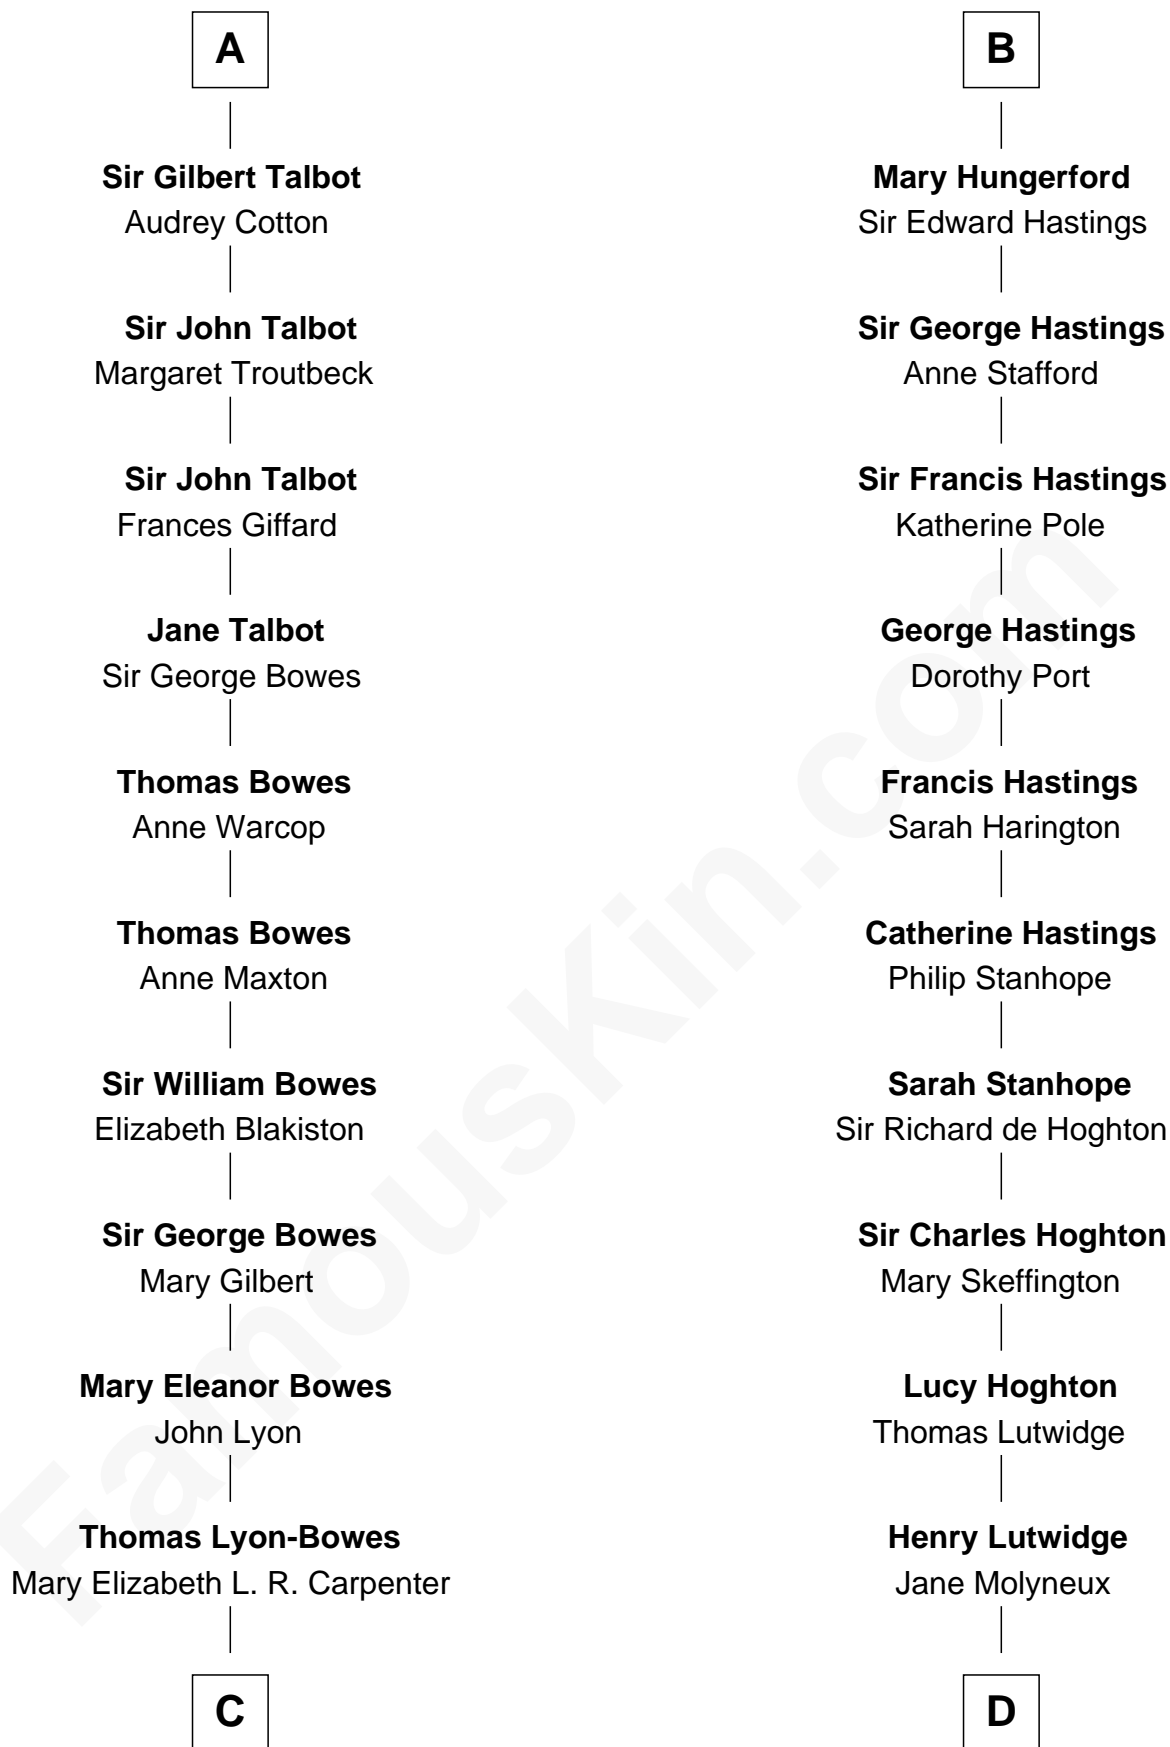 A
Sir Gilbert Talbot
Audrey Cotton
Sir John Talbot
Margaret Troutbeck
Sir John Talbot
Frances Giffard
Jane Talbot
Sir George Bowes
Thomas Bowes
Anne Warcop
Thomas Bowes
Anne Maxton
Sir William Bowes
Elizabeth Blakiston
Sir George Bowes
Mary Gilbert
Mary Eleanor Bowes
John Lyon
Thomas Lyon-Bowes
Mary Elizabeth L. R. Carpenter
C
B
Mary Hungerford
Sir Edward Hastings
Sir George Hastings
Anne Stafford
Sir Francis Hastings
Katherine Pole
George Hastings
Dorothy Port
Francis Hastings
Sarah Harington
Catherine Hastings
Philip Stanhope
Sarah Stanhope
Sir Richard de Hoghton
Sir Charles Hoghton
Mary Skeffington
Lucy Hoghton
Thomas Lutwidge
Henry Lutwidge
Jane Molyneux
D
FamousKin.com